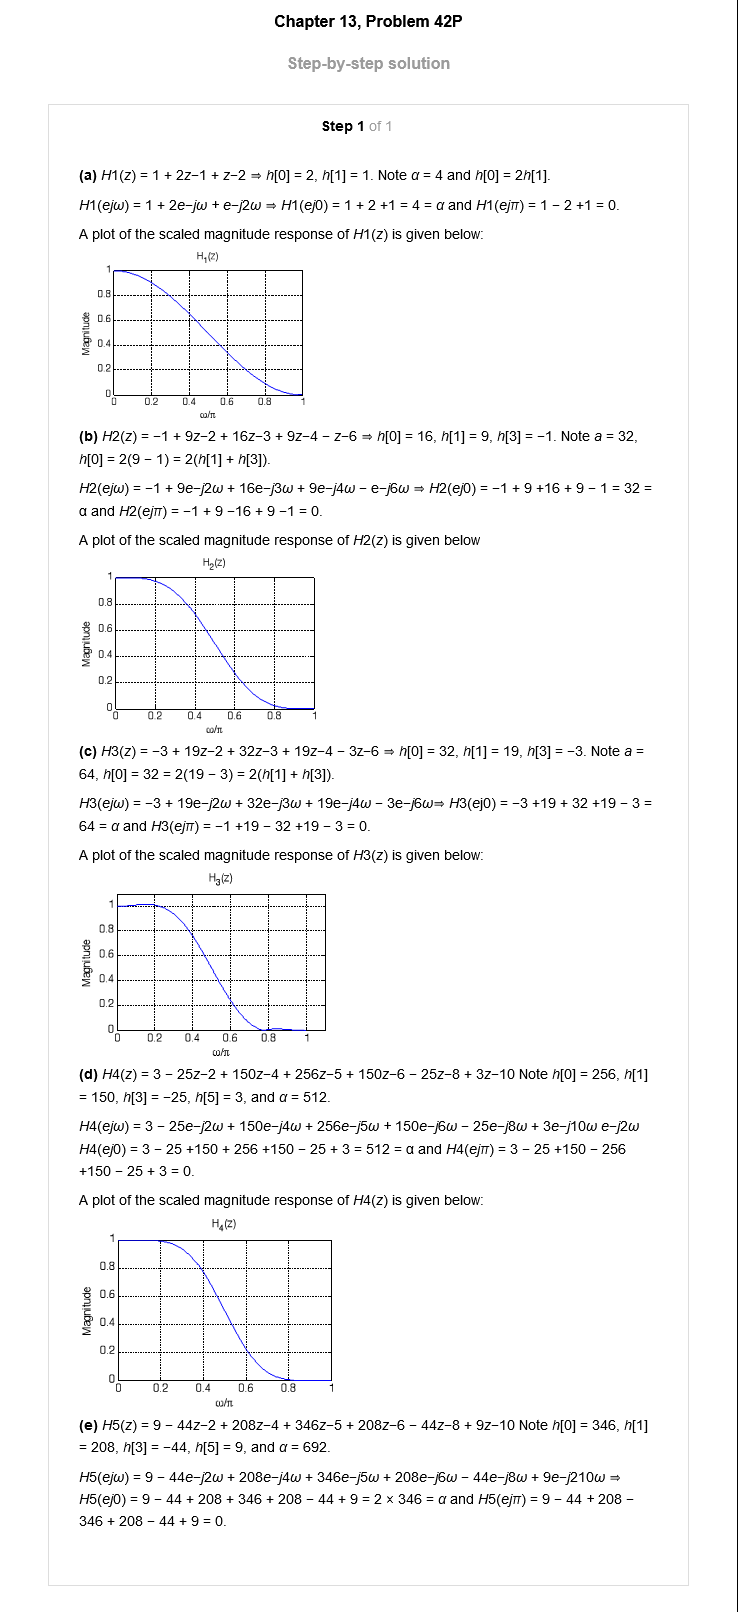 Chapter 13, Problem 42P
Step-by-step solution
Step 1 of 1
(a) H1(z) = 1 + 2z−1 + z−2 ⇒ h[0] = 2, h[1] = 1. Note α = 4 and h[0] = 2h[1].
H1(ejω) = 1 + 2e−jω + e−j2ω ⇒ H1(ej0) = 1 + 2 +1 = 4 = α and H1(ejπ) = 1 − 2 +1 = 0.
A plot of the scaled magnitude response of H1(z) is given below:
H1(z)
1
0.8
0.6
0.4
0.2
0
Magnitude
0 0.2 0.4 0.6 0.8 1
ω/π
(b) H2(z) = −1 + 9z−2 + 16z−3 + 9z−4 − z−6 ⇒ h[0] = 16, h[1] = 9, h[3] = −1. Note a = 32,
h[0] = 2(9 − 1) = 2(h[1] + h[3]).
H2(ejω) = −1 + 9e−j2ω + 16e−j3ω + 9e−j4ω − e−j6ω ⇒ H2(ej0) = −1 + 9 +16 + 9 − 1 = 32 =
α and H2(ejπ) = −1 + 9 −16 + 9 −1 = 0.
A plot of the scaled magnitude response of H2(z) is given below
H2(z)
1
0.8
0.6
0.4
0.2
0
Magnitude
0 0.2 0.4 0.6 0.8 1
ω/π
(c) H3(z) = −3 + 19z−2 + 32z−3 + 19z−4 − 3z−6 ⇒ h[0] = 32, h[1] = 19, h[3] = −3. Note a =
64, h[0] = 32 = 2(19 − 3) = 2(h[1] + h[3]).
H3(ejω) = −3 + 19e−j2ω + 32e−j3ω + 19e−j4ω − 3e−j6ω⇒ H3(ej0) = −3 +19 + 32 +19 − 3 =
64 = α and H3(ejπ) = −1 +19 − 32 +19 − 3 = 0.
A plot of the scaled magnitude response of H3(z) is given below:
H3(z)
1
0.8
0.6
0.4
0.2
0
Magnitude
0 0.2 0.4 0.6 0.8 1
ω/π
(d) H4(z) = 3 − 25z−2 + 150z−4 + 256z−5 + 150z−6 − 25z−8 + 3z−10 Note h[0] = 256, h[1]
= 150, h[3] = −25, h[5] = 3, and α = 512.
H4(ejω) = 3 − 25e−j2ω + 150e−j4ω + 256e−j5ω + 150e−j6ω − 25e−j8ω + 3e−j10ω e−j2ω
H4(ej0) = 3 − 25 +150 + 256 +150 − 25 + 3 = 512 = α and H4(ejπ) = 3 − 25 +150 − 256
+150 − 25 + 3 = 0.
A plot of the scaled magnitude response of H4(z) is given below:
H4(z)
1
0.8
0.6
0.4
0.2
0
Magnitude
0 0.2 0.4 0.6 0.8 1
ω/π
(e) H5(z) = 9 − 44z−2 + 208z−4 + 346z−5 + 208z−6 − 44z−8 + 9z−10 Note h[0] = 346, h[1]
= 208, h[3] = −44, h[5] = 9, and α = 692.
H5(ejω) = 9 − 44e−j2ω + 208e−j4ω + 346e−j5ω + 208e−j6ω − 44e−j8ω + 9e−j210ω ⇒
H5(ej0) = 9 − 44 + 208 + 346 + 208 − 44 + 9 = 2 × 346 = α and H5(ejπ) = 9 − 44 + 208 −
346 + 208 − 44 + 9 = 0.